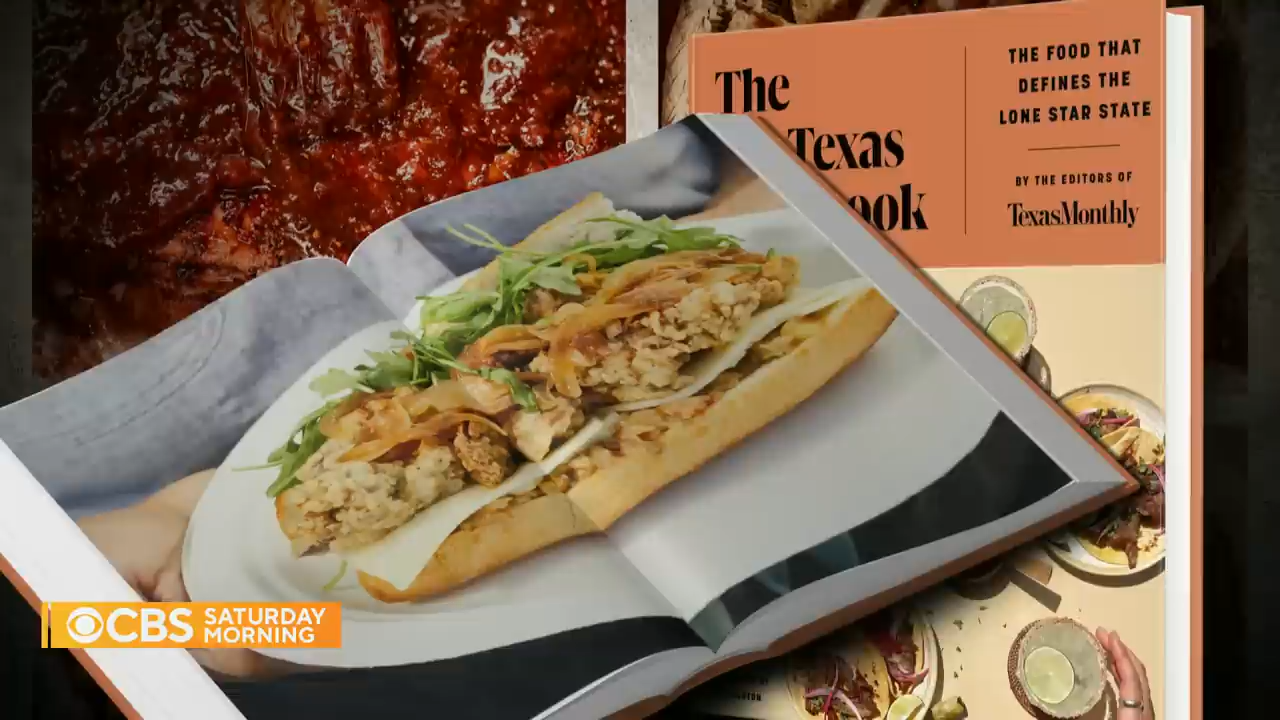 The
Texas
ook
THE FOOD THAT
DEFINES THE
LONE STAR STATE
BY THE EDITORS OF
TexasMonthly
CBS SATURDAY
MORNING